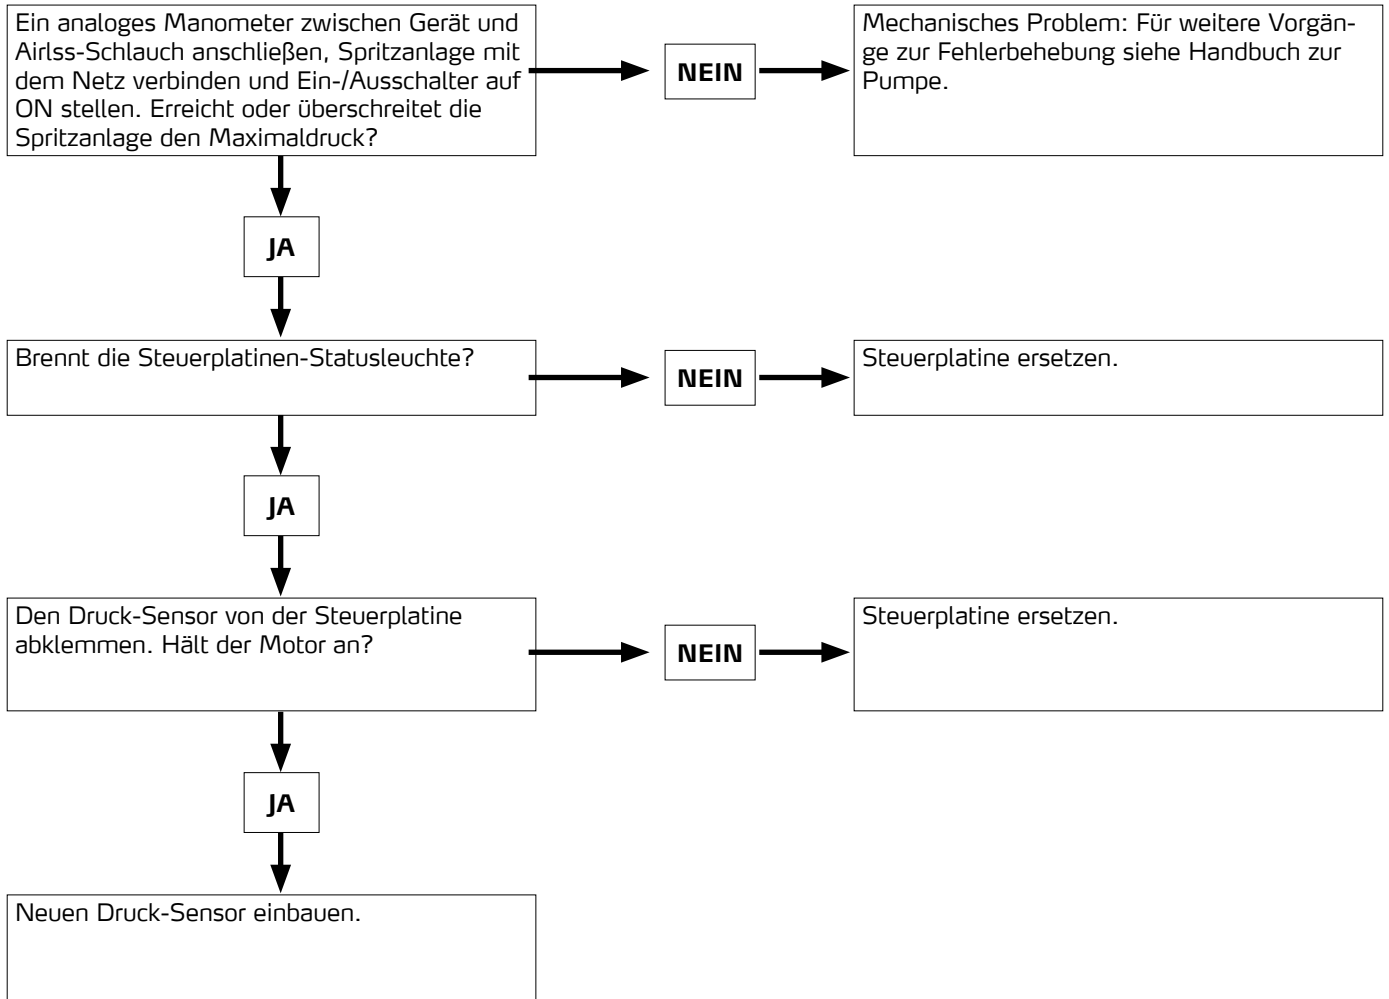 Ein analoges Manometer zwischen Gerät und
Airlss-Schlauch anschließen, Spritzanlage mit
dem Netz verbinden und Ein-/Ausschalter auf
ON stellen. Erreicht oder überschreitet die
Spritzanlage den Maximaldruck?
NEIN
Mechanisches Problem: Für weitere Vorgän-
ge zur Fehlerbehebung siehe Handbuch zur
Pumpe.
JA
Brennt die Steuerplatinen-Statusleuchte?
NEIN
Steuerplatine ersetzen.
JA
Den Druck-Sensor von der Steuerplatine
abklemmen. Hält der Motor an?
NEIN
Steuerplatine ersetzen.
JA
Neuen Druck-Sensor einbauen.